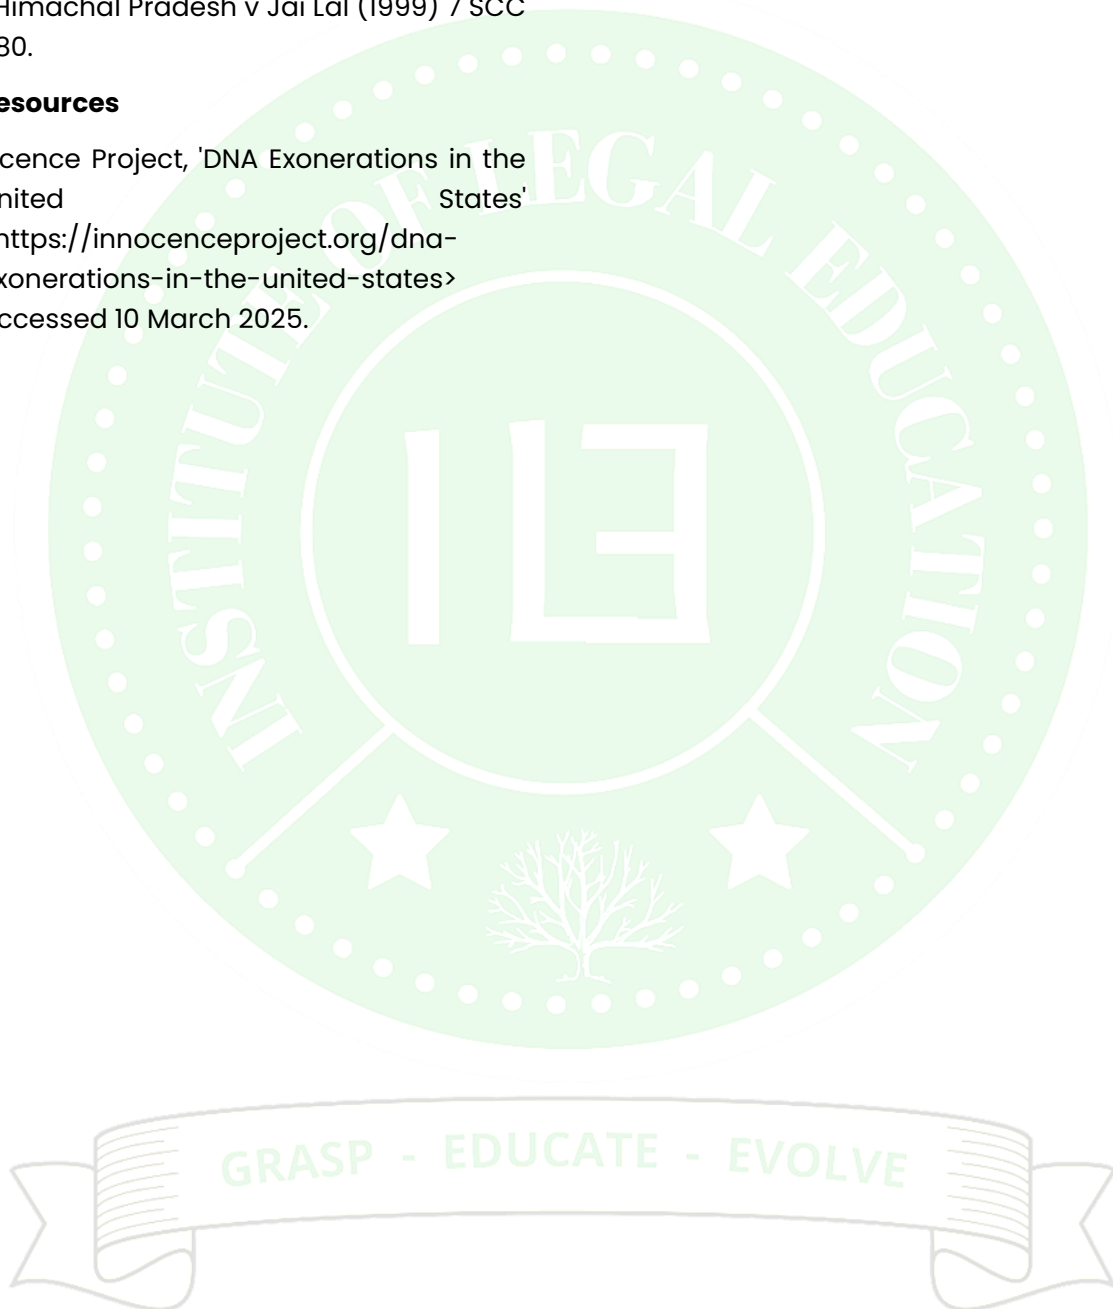 Himachal Pradesh v Jai Lal (1999) 7 SCC
80.
esources
cence Project, 'DNA Exonerations in the
nited States'
https://innocenceproject.org/dna-
xonerations-in-the-united-states>
ccessed 10 March 2025.
INSTITUTE OF LEGAL EDUCATION
ILE
GRASP - EDUCATE - EVOLVE